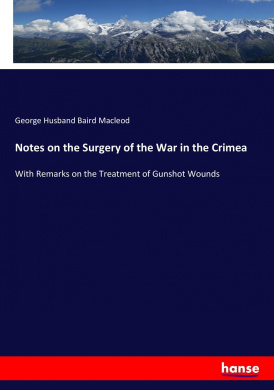 George Husband Baird Macleod
Notes on the Surgery of the War in the Crimea
With Remarks on the Treatment of Gunshot Wounds
hanse